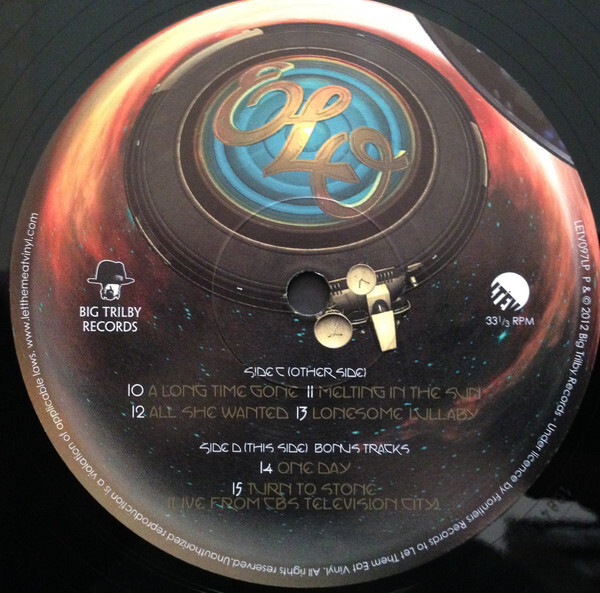 ELO
BIG TRILBY
RECORDS
LTEV
33 1/3 RPM
SIDE C (OTHER SIDE)
10 A LONG TIME GONE 11 MELTING IN THE SUN
12 ALL SHE WANTED 13 LONESOME LULLABY
SIDE D (THIS SIDE) BONUS TRACKS
14 ONE DAY
15 TURN TO STONE
(LIVE FROM CBS TELEVISION CITY)
LETV097LP P & © 2012 Big Trilby Records - Under licence by Frontiers Records to Let Them Eat Vinyl. All rights reserved. Unauthorized reproduction is a violation of applicable laws. www.letthemeatvinyl.com